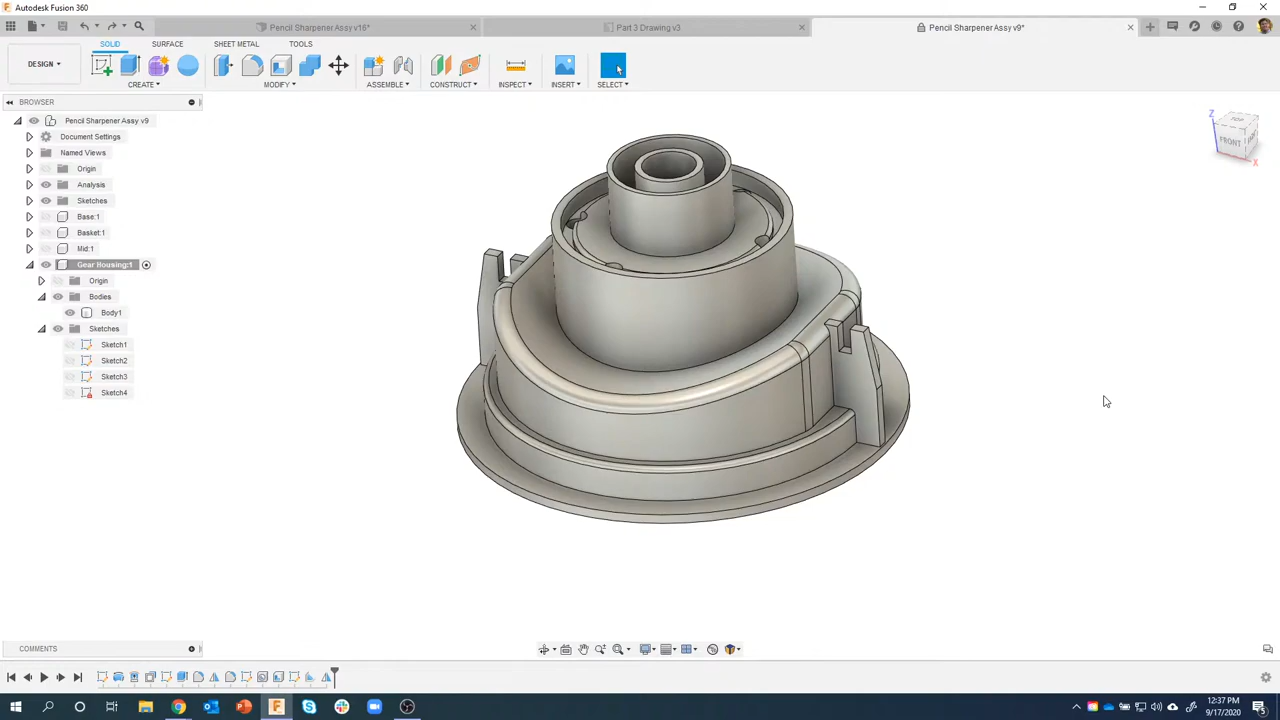 Autodesk Fusion 360
Pencil Sharpener Assy v16*
Part 3 Drawing v3
Pencil Sharpener Assy v9*
SOLID
SURFACE
SHEET METAL
TOOLS
DESIGN
CREATE
MODIFY
ASSEMBLE
CONSTRUCT
INSPECT
INSERT
SELECT
BROWSER
Pencil Sharpener Assy v9
Document Settings
Named Views
Origin
Analysis
Sketches
Base:1
Basket:1
Mid:1
Gear Housing:1
Origin
Bodies
Body1
Sketches
Sketch1
Sketch2
Sketch3
Sketch4
Z
TOP
FRONT
X
COMMENTS
12:37 PM
9/17/2020